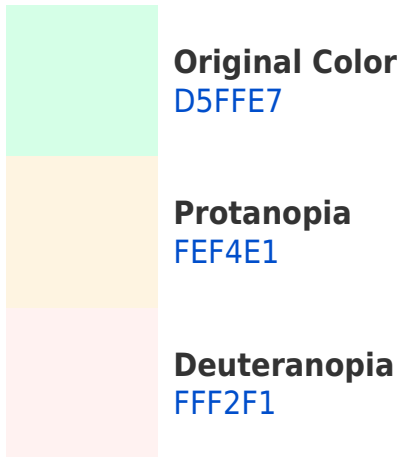 Original Color
D5FFE7
Protanopia
FEF4E1
Deuteranopia
FFF2F1